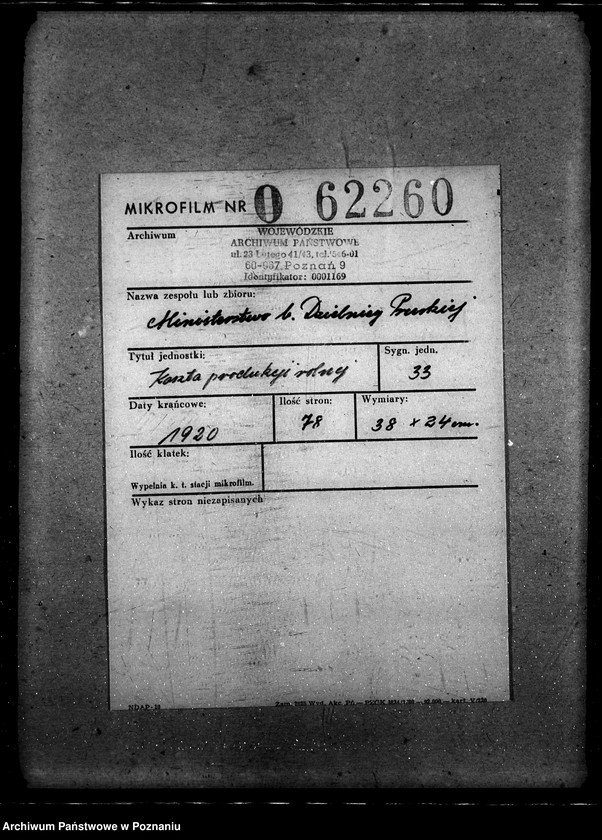 MIKROFILM NR 0 62260
Archiwum
WOJEWÓDZKIE
ARCHIWUM PAŃSTWOWE
ul. 23 Lutego 41/43, tel. 546-01
60-967 Poznań 9
Identyfikator: 0001169
Nazwa zespołu lub zbioru:
Ministerstwo b. Dzielnicy Pruskiej
Tytuł jednostki:
Sygn. jedn.
Koszta produkcji rolnej
33
Daty krańcowe:
Ilość stron:
Wymiary:
1920
78
38 x 24 cm.
Ilość klatek:
Wypełnia k. t. stacji mikrofilm.
Wykaz stron niezapisanych
NDAP-10
Archiwum Państwowe w Poznaniu